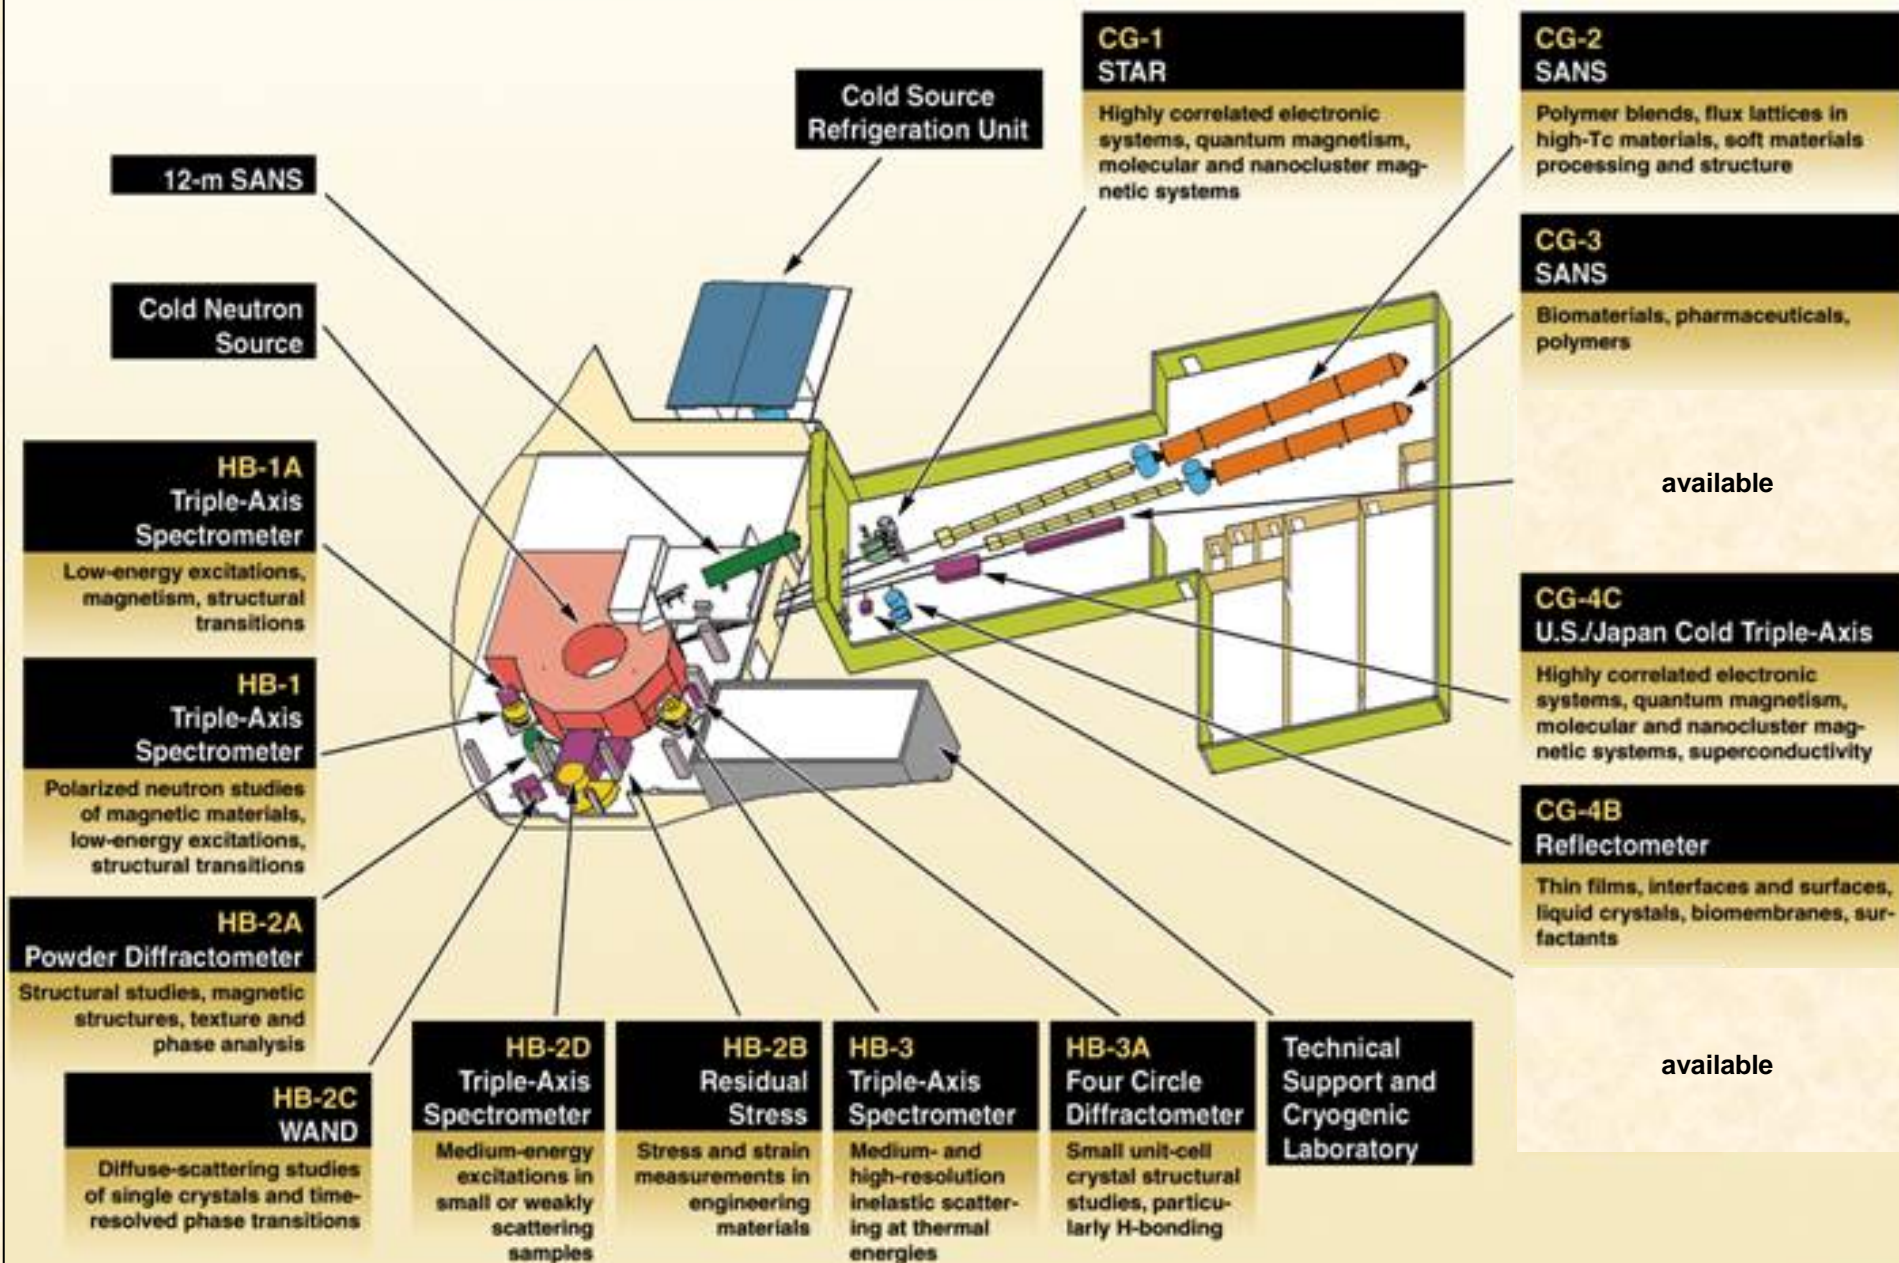 CG-1
STAR
Highly correlated electronic
systems, quantum magnetism,
molecular and nanocluster mag-
netic systems
CG-2
SANS
Polymer blends, flux lattices in
high-Tc materials, soft materials
processing and structure
Cold Source
Refrigeration Unit
12-m SANS
CG-3
SANS
Biomaterials, pharmaceuticals,
polymers
Cold Neutron
Source
available
HB-1A
Triple-Axis
Spectrometer
Low-energy excitations,
magnetism, structural
transitions
CG-4C
U.S./Japan Cold Triple-Axis
Highly correlated electronic
systems, quantum magnetism,
molecular and nanocluster mag-
netic systems, superconductivity
HB-1
Triple-Axis
Spectrometer
Polarized neutron studies
of magnetic materials,
low-energy excitations,
structural transitions
CG-4B
Reflectometer
Thin films, interfaces and surfaces,
liquid crystals, biomembranes, sur-
factants
HB-2A
Powder Diffractometer
Structural studies, magnetic
structures, texture and
phase analysis
available
HB-2C
WAND
Diffuse-scattering studies
of single crystals and time-
resolved phase transitions
HB-2D
Triple-Axis
Spectrometer
Medium-energy
excitations in
small or weakly
scattering
samples
HB-2B
Residual
Stress
Stress and strain
measurements in
engineering
materials
HB-3
Triple-Axis
Spectrometer
Medium- and
high-resolution
inelastic scatter-
ing at thermal
energies
HB-3A
Four Circle
Diffractometer
Small unit-cell
crystal structural
studies, particu-
larly H-bonding
Technical
Support and
Cryogenic
Laboratory